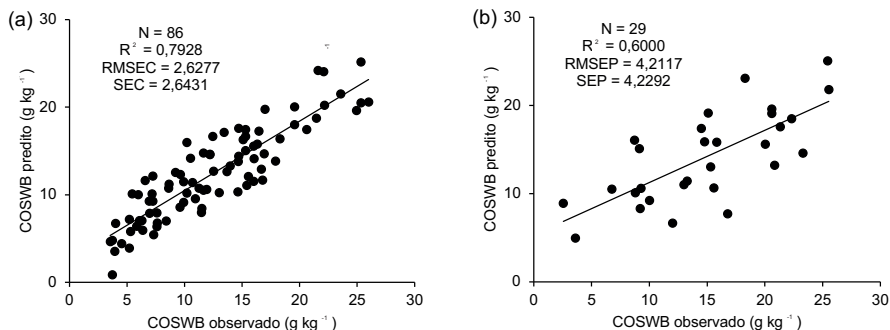 (a)
N = 86
R² = 0,7928
RMSEC = 2,6277
SEC = 2,6431
COSWB predito (g kg⁻¹)
30
20
10
0
0 5 10 15 20 25 30
COSWB observado (g kg⁻¹)
(b)
N = 29
R² = 0,6000
RMSEP = 4,2117
SEP = 4,2292
COSWB predito (g kg⁻¹)
30
20
10
0
0 5 10 15 20 25 30
COSWB observado (g kg⁻¹)